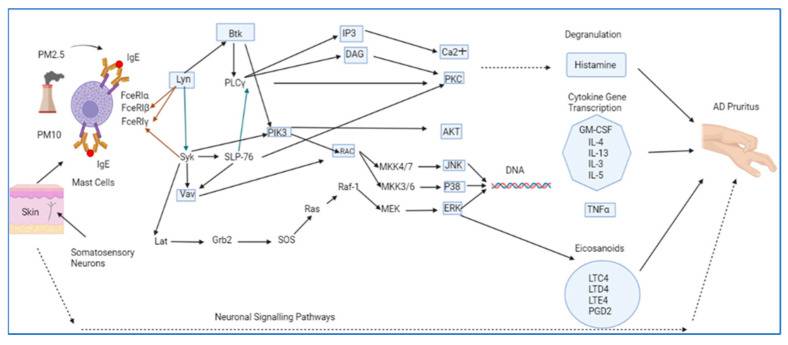 PM2.5
IgE
FceRIα
FceRIβ
FceRIγ
PM10
IgE
Mast Cells
Skin
Somatosensory
Neurons
Lyn
Btk
PLCγ
IP3
DAG
Ca2+
PKC
PIK3
AKT
Syk
SLP-76
Vav
RAC
MKK4/7
JNK
MKK3/6
P38
Raf-1
MEK
ERK
Ras
Lat
Grb2
SOS
DNA
Degranulation
Histamine
Cytokine Gene
Transcription
GM-CSF
IL-4
IL-13
IL-3
IL-5
TNFα
Eicosanoids
LTC4
LTD4
LTE4
PGD2
AD Pruritus
Neuronal Signalling Pathways